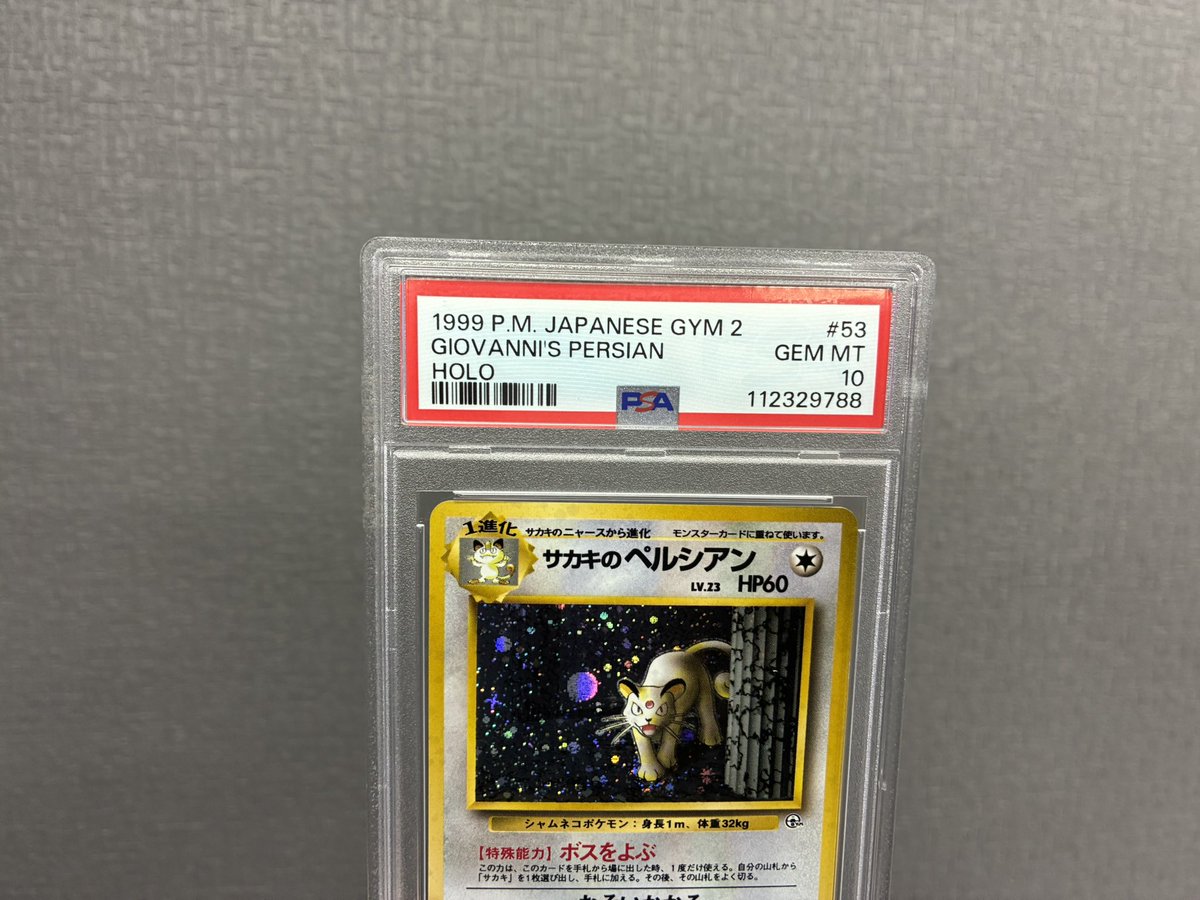 1999 P.M. JAPANESE GYM 2 #53
GIOVANNI'S PERSIAN GEM MT
HOLO 10
PSA 112329788
1進化 サカキのニャースから進化 モンスターカードに重ねて使います。
サカキのペルシアン
LV.23 HP60
シャムネコポケモン：身長1m、体重32kg
【特殊能力】ボスをよぶ
この力は、このカードを手札から場に出した時、1度だけ使える。自分の山札から
「サカキ」を1枚選び出し、手札に加える。その後、その山札をよく切る。